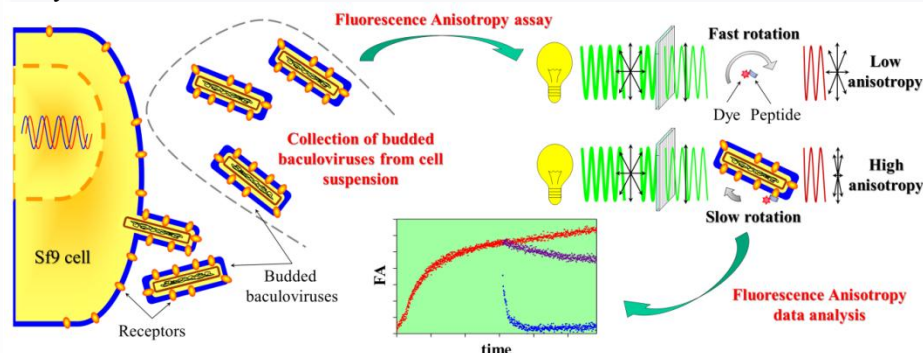 Fluorescence Anisotropy assay
Fast rotation
Low
anisotropy
Dye
Peptide
Collection of budded
baculoviruses from cell
suspension
High
anisotropy
Slow rotation
Sf9 cell
Budded
baculoviruses
Receptors
FA
time
Fluorescence Anisotropy
data analysis